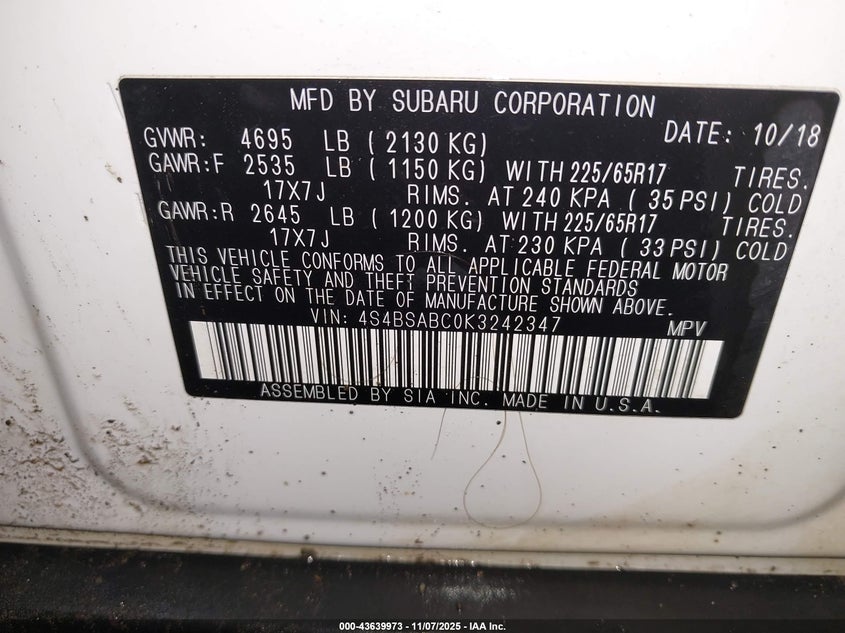 MFD BY SUBARU CORPORATION
DATE: 10/18
GVWR: 4695 LB ( 2130 KG)
GAWR:F 2535 LB ( 1150 KG) WITH 225/65R17 TIRES.
17X7J RIMS. AT 240 KPA ( 35 PSI) COLD
GAWR:R 2645 LB ( 1200 KG) WITH 225/65R17 TIRES.
17X7J RIMS. AT 230 KPA ( 33 PSI) COLD
THIS VEHICLE CONFORMS TO ALL APPLICABLE FEDERAL MOTOR
VEHICLE SAFETY AND THEFT PREVENTION STANDARDS
IN EFFECT ON THE DATE OF MANUFACTURE SHOWN ABOVE.
VIN: 4S4BSABC0K3242347 MPV
ASSEMBLED BY SIA INC. MADE IN U.S.A.
000-43639973 — 11/07/2025 — IAA Inc.